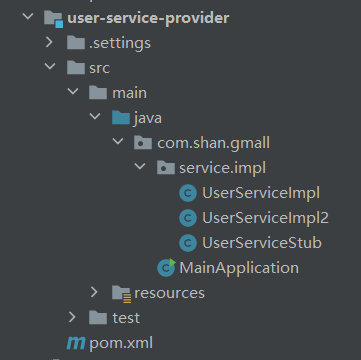 user-service-provider
.settings
src
main
java
com.shan.gmall
service.impl
UserServiceImpl
UserServiceImpl2
UserServiceStub
MainApplication
resources
test
pom.xml